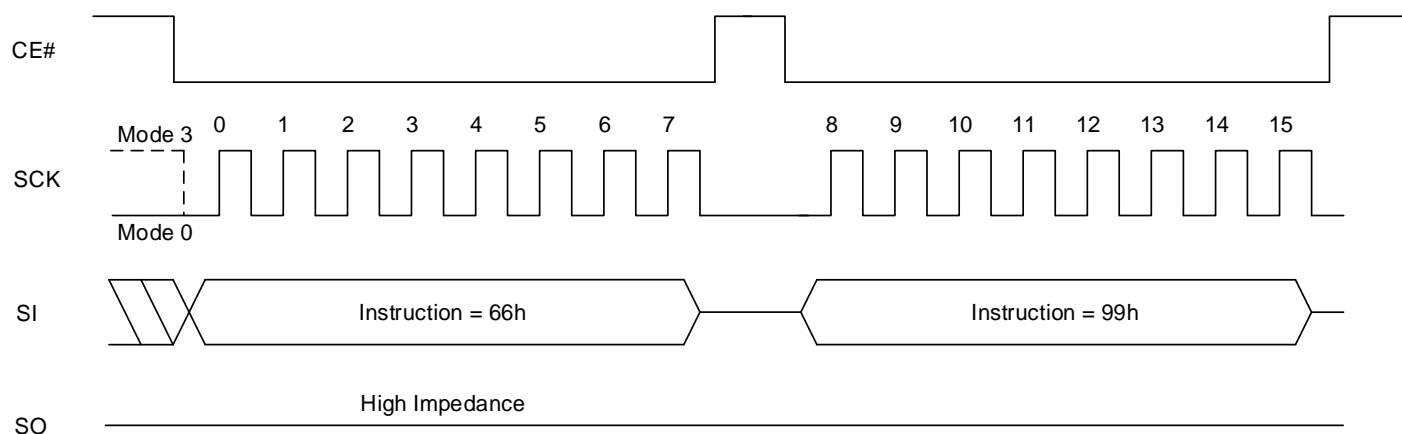 CE#
Mode 3
0 1 2 3 4 5 6 7 8 9 10 11 12 13 14 15
SCK
Mode 0
SI
Instruction = 66h
Instruction = 99h
High Impedance
SO